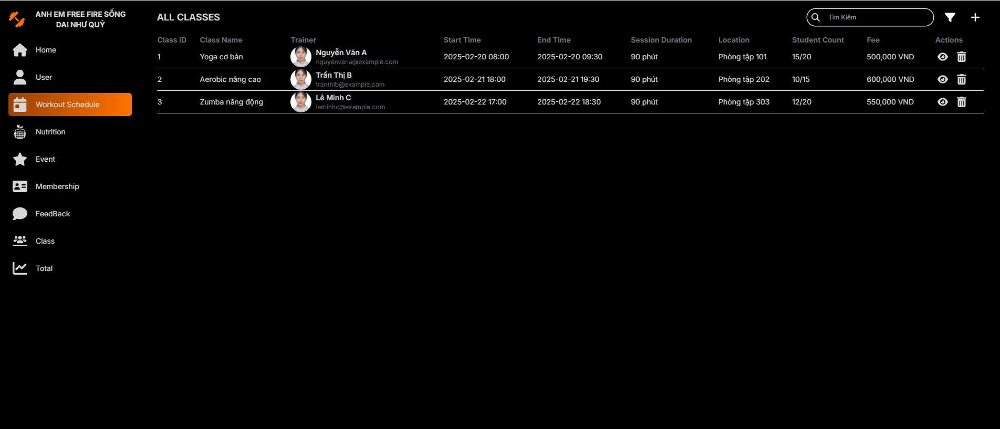 ANH EM FREE FIRE SỐNG
DAI NHƯ QUỶ
Home
User
Workout Schedule
Nutrition
Event
Membership
FeedBack
Class
Total
ALL CLASSES
Tìm Kiếm
Class ID Class Name Trainer Start Time End Time Session Duration Location Student Count Fee Actions
1 Yoga cơ bản Nguyễn Văn A 2025-02-20 08:00 2025-02-20 09:30 90 phút Phòng tập 101 15/20 500,000 VND
nguyenvana@example.com
2 Aerobic nâng cao Trần Thị B 2025-02-21 18:00 2025-02-21 19:30 90 phút Phòng tập 202 10/15 600,000 VND
tranthib@example.com
3 Zumba năng động Lê Minh C 2025-02-22 17:00 2025-02-22 18:30 90 phút Phòng tập 303 12/20 550,000 VND
leminhc@example.com